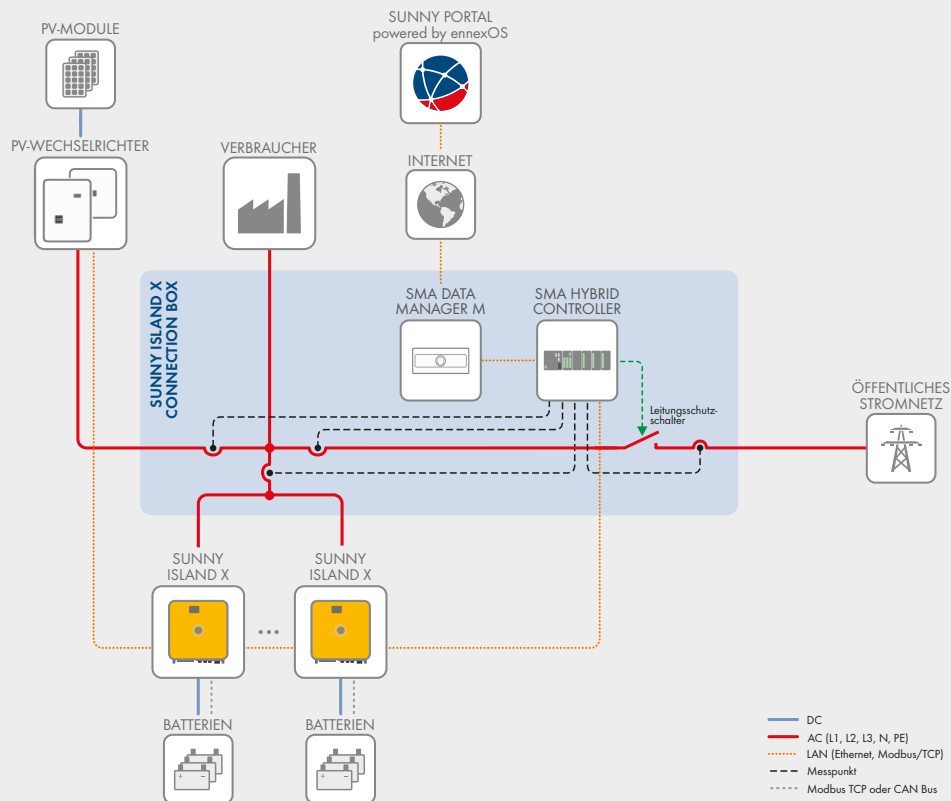 SUNNY PORTAL
powered by ennexOS
PV-MODULE
PV-WECHSELRICHTER
VERBRAUCHER
INTERNET
SUNNY ISLAND X
CONNECTION BOX
SMA DATA
MANAGER M
SMA HYBRID
CONTROLLER
Leitungsschutz-
schalter
ÖFFENTLICHES
STROMNETZ
SUNNY
ISLAND X
SUNNY
ISLAND X
BATTERIEN
BATTERIEN
DC
AC (L1, L2, L3, N, PE)
LAN (Ethernet, Modbus/TCP)
Messpunkt
Modbus TCP oder CAN Bus